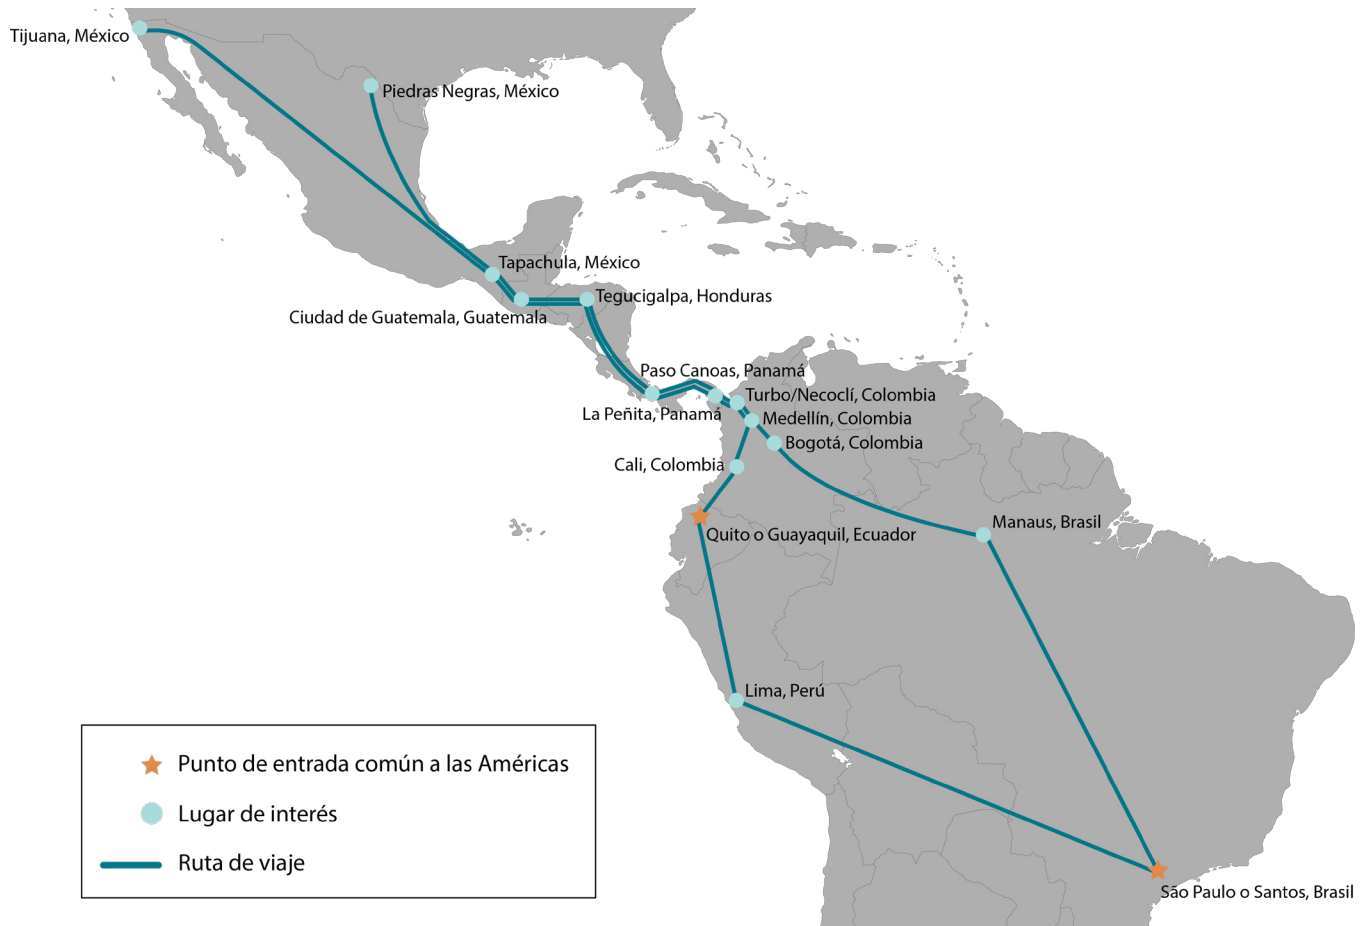 Tijuana, México
Piedras Negras, México
Tapachula, México
Tegucigalpa, Honduras
Ciudad de Guatemala, Guatemala
Paso Canoas, Panamá
Turbo/Necoclí, Colombia
La Peñita, Panamá
Medellín, Colombia
Bogotá, Colombia
Cali, Colombia
Manaus, Brasil
Quito o Guayaquil, Ecuador
Lima, Perú
Punto de entrada común a las Américas
Lugar de interés
Ruta de viaje
São Paulo o Santos, Brasil